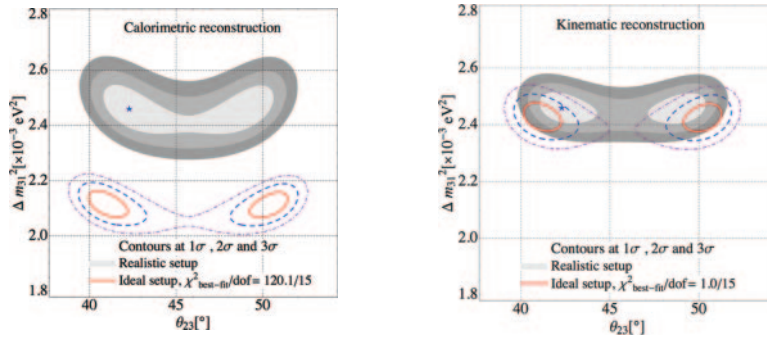 Calorimetric reconstruction
2.8
2.6
2.4
2.2
2.0
1.8
Δ m₃₁² [×10⁻³ eV²]
Contours at 1σ , 2σ and 3σ
Realistic setup
Ideal setup, χ²best−fit/dof = 120.1/15
40 45 50
θ₂₃[°]
Kinematic reconstruction
2.8
2.6
2.4
2.2
2.0
1.8
Δ m₃₁² [×10⁻³ eV²]
Contours at 1σ , 2σ and 3σ
Realistic setup
Ideal setup, χ²best−fit/dof = 1.0/15
40 45 50
θ₂₃[°]